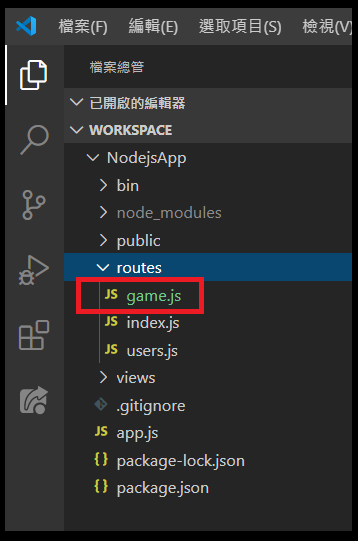 檔案(F) 編輯(E) 選取項目(S) 檢視(V)
檔案總管
已開啟的編輯器
WORKSPACE
NodejsApp
bin
node_modules
public
routes
JS game.js
JS index.js
JS users.js
views
.gitignore
JS app.js
{ } package-lock.json
{ } package.json